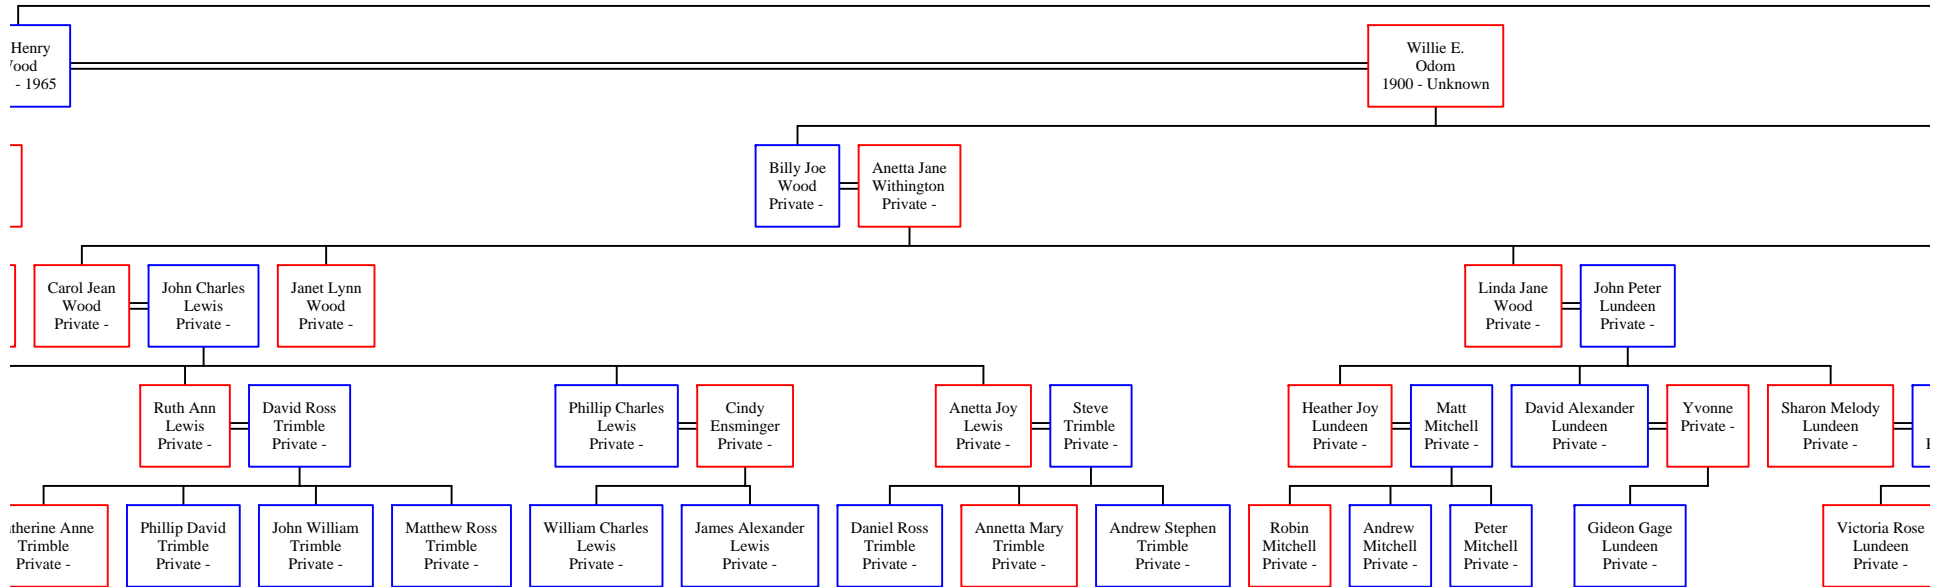 Henry
- 1965
Willie E.
Odom
1900 - Unknown
Billy Joe
Wood
Private -
Anetta Jane
Withington
Private -
Carol Jean
Wood
Private -
John Charles
Lewis
Private -
Janet Lynn
Wood
Private -
Linda Jane
Wood
Private -
John Peter
Lundeen
Private -
Ruth Ann
Lewis
Private -
David Ross
Trimble
Private -
Phillip Charles
Lewis
Private -
Cindy
Ensminger
Private -
Anetta Joy
Lewis
Private -
Steve
Trimble
Private -
Heather Joy
Lundeen
Private -
Matt
Mitchell
Private -
David Alexander
Lundeen
Private -
Yvonne
Private -
Sharon Melody
Lundeen
Private -
Anne
Trimble
Private -
Phillip David
Trimble
Private -
John William
Trimble
Private -
Matthew Ross
Trimble
Private -
William Charles
Lewis
Private -
James Alexander
Lewis
Private -
Daniel Ross
Trimble
Private -
Annetta Mary
Trimble
Private -
Andrew Stephen
Trimble
Private -
Robin
Mitchell
Private -
Andrew
Mitchell
Private -
Peter
Mitchell
Private -
Gideon Gage
Lundeen
Private -
Victoria Rose
Lundeen
Private -